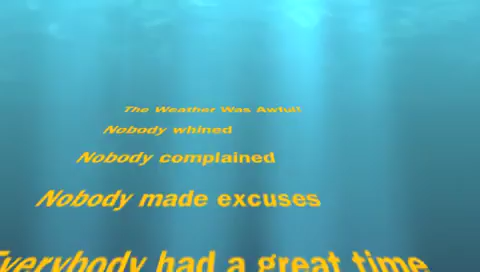 The Weather Was Awful!
Nobody whined
Nobody complained
Nobody made excuses
Everybody had a great time